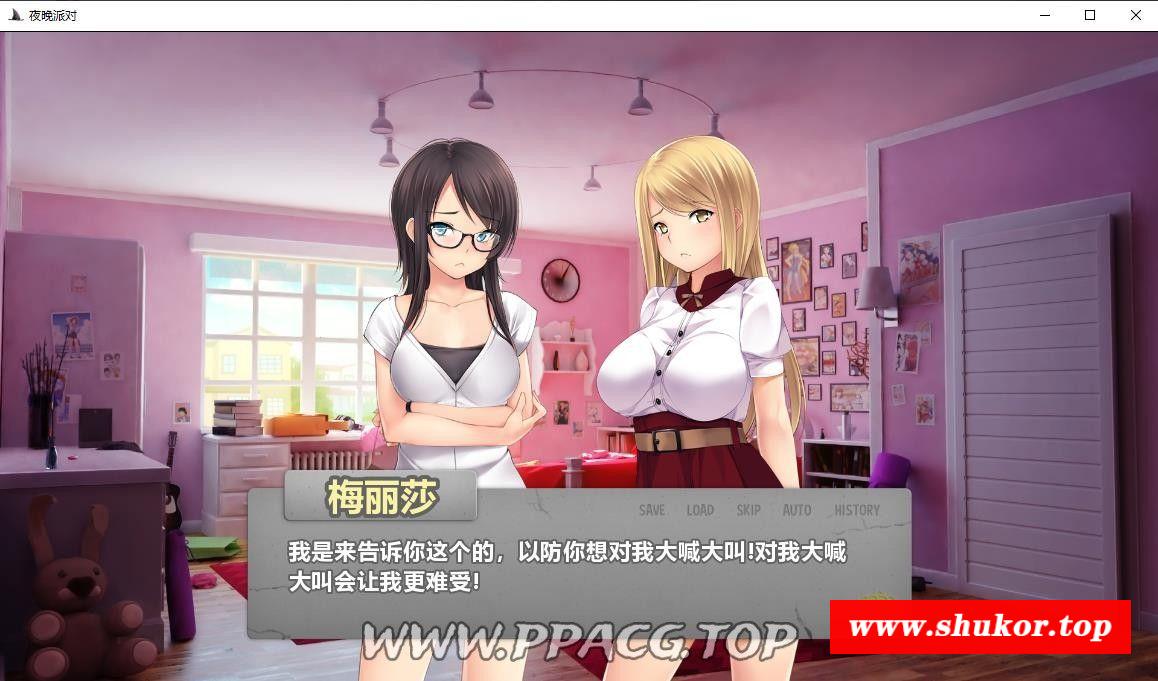 夜晚派对
梅丽莎
SAVE LOAD SKIP AUTO HISTORY
我是来告诉你这个的，以防你想对我大喊大叫!对我大喊
大叫会让我更难受!
www.shukor.top
WWW.PPACG.TOP